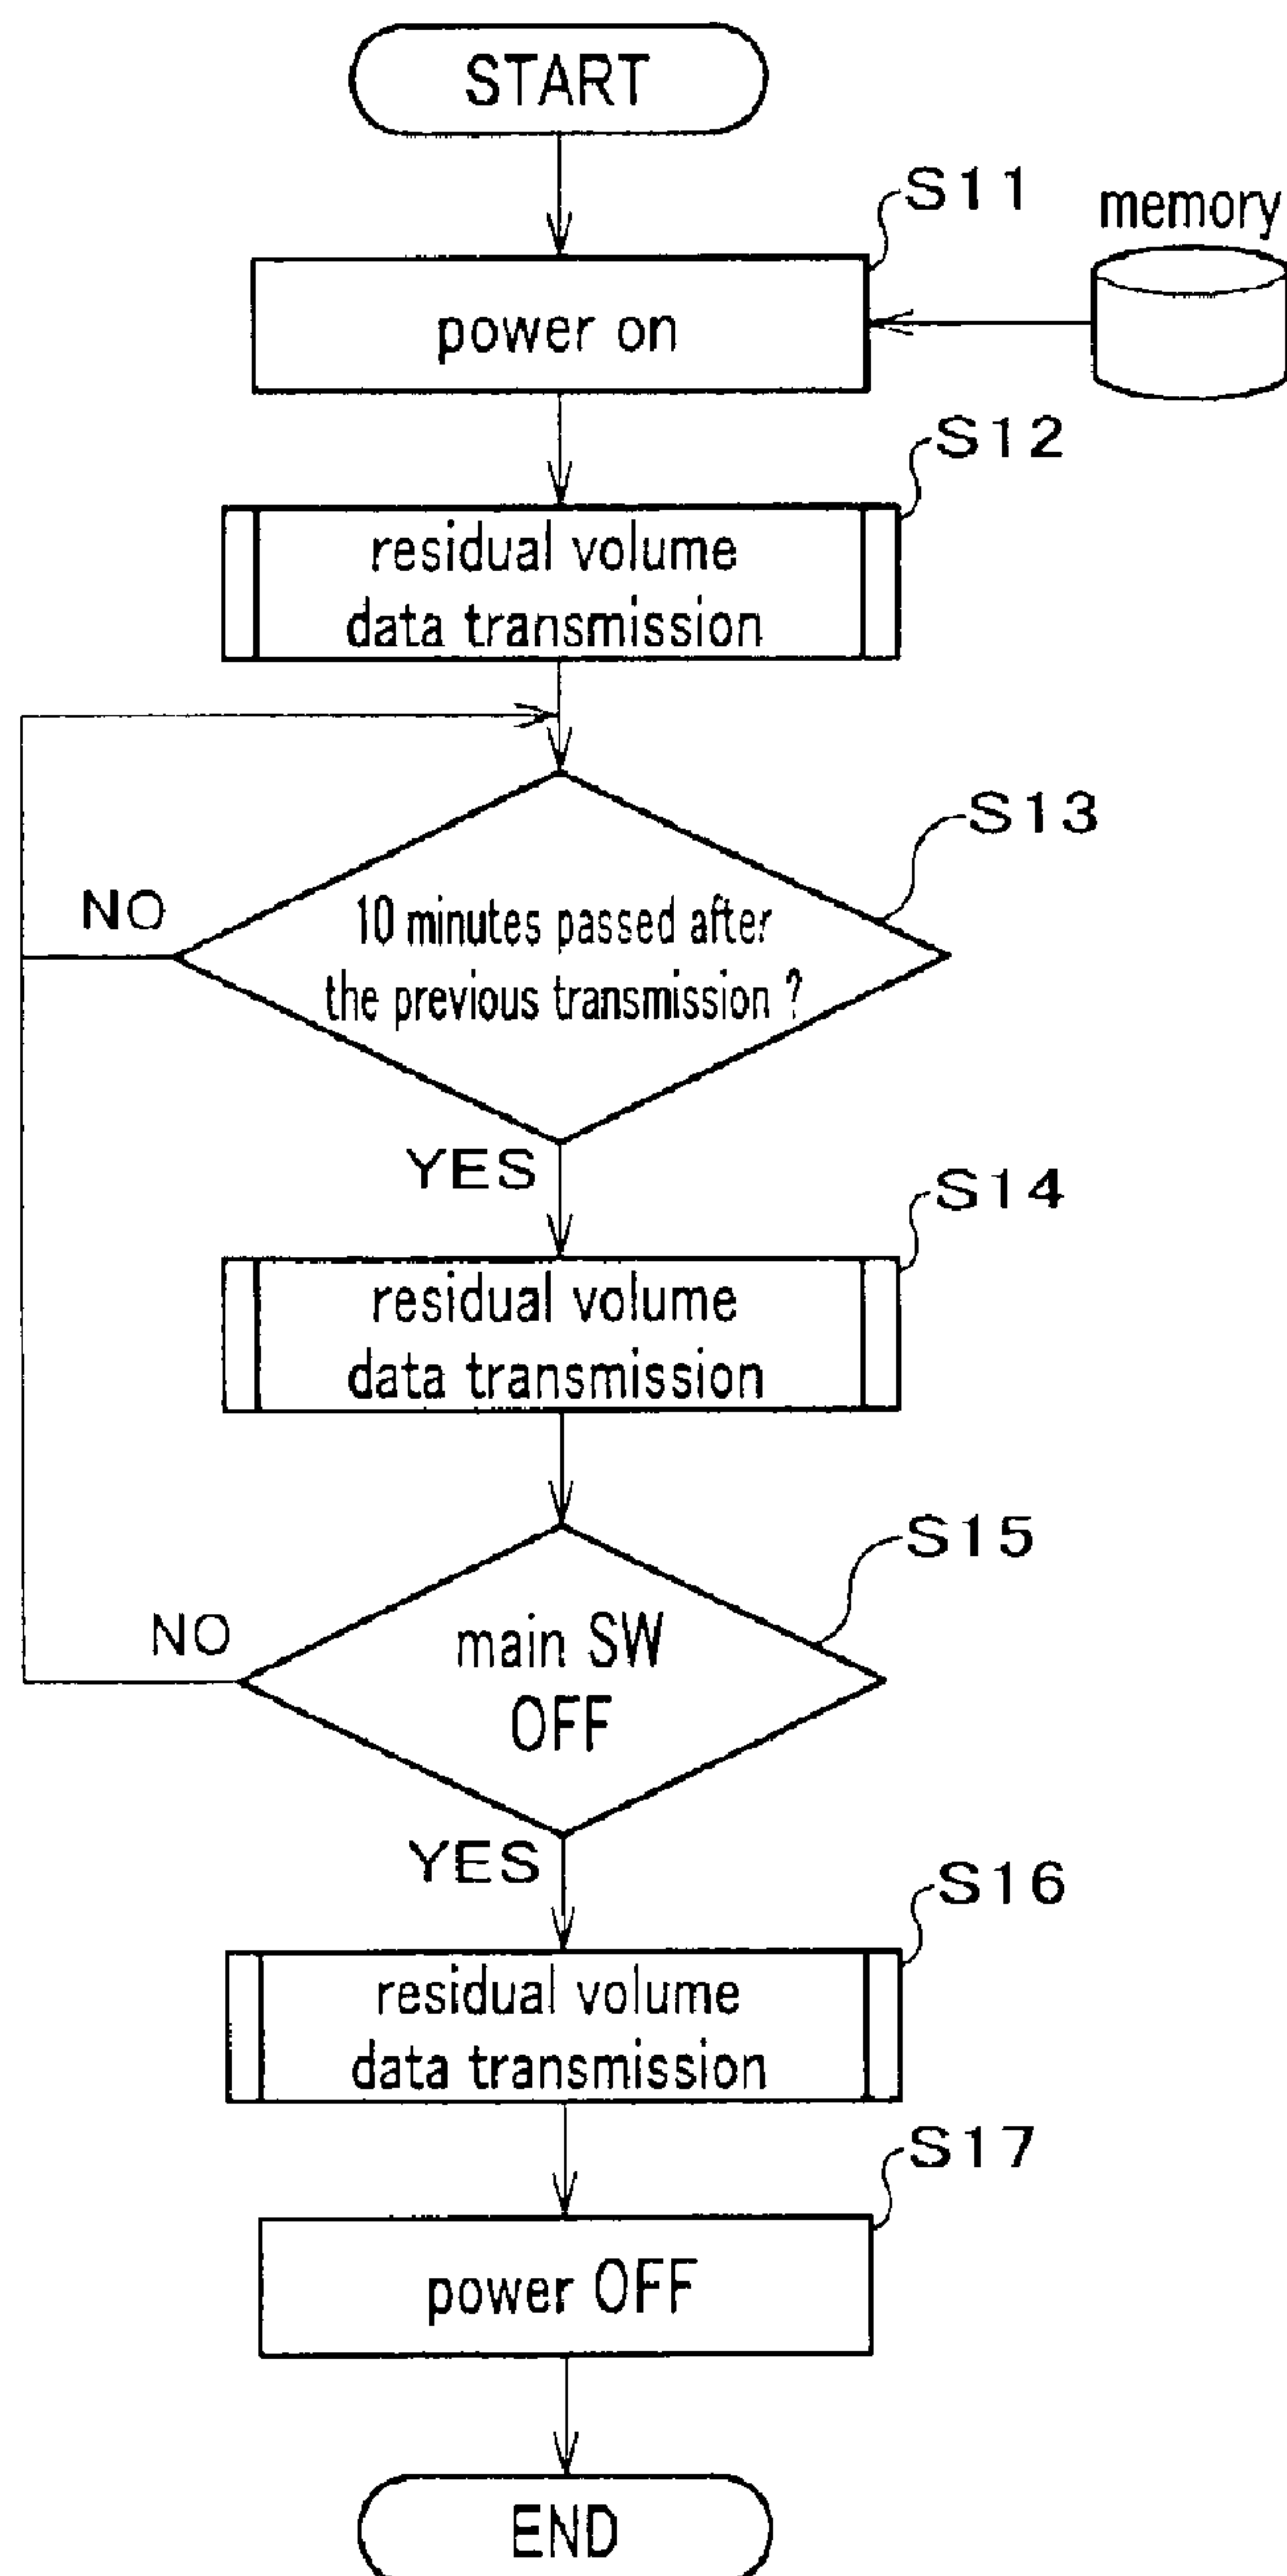 START
S11
memory
power on
S12
residual volume
data transmission
S13
NO
10 minutes passed after
the previous transmission ?
YES
S14
residual volume
data transmission
S15
NO
main SW
OFF
YES
S16
residual volume
data transmission
S17
power OFF
END